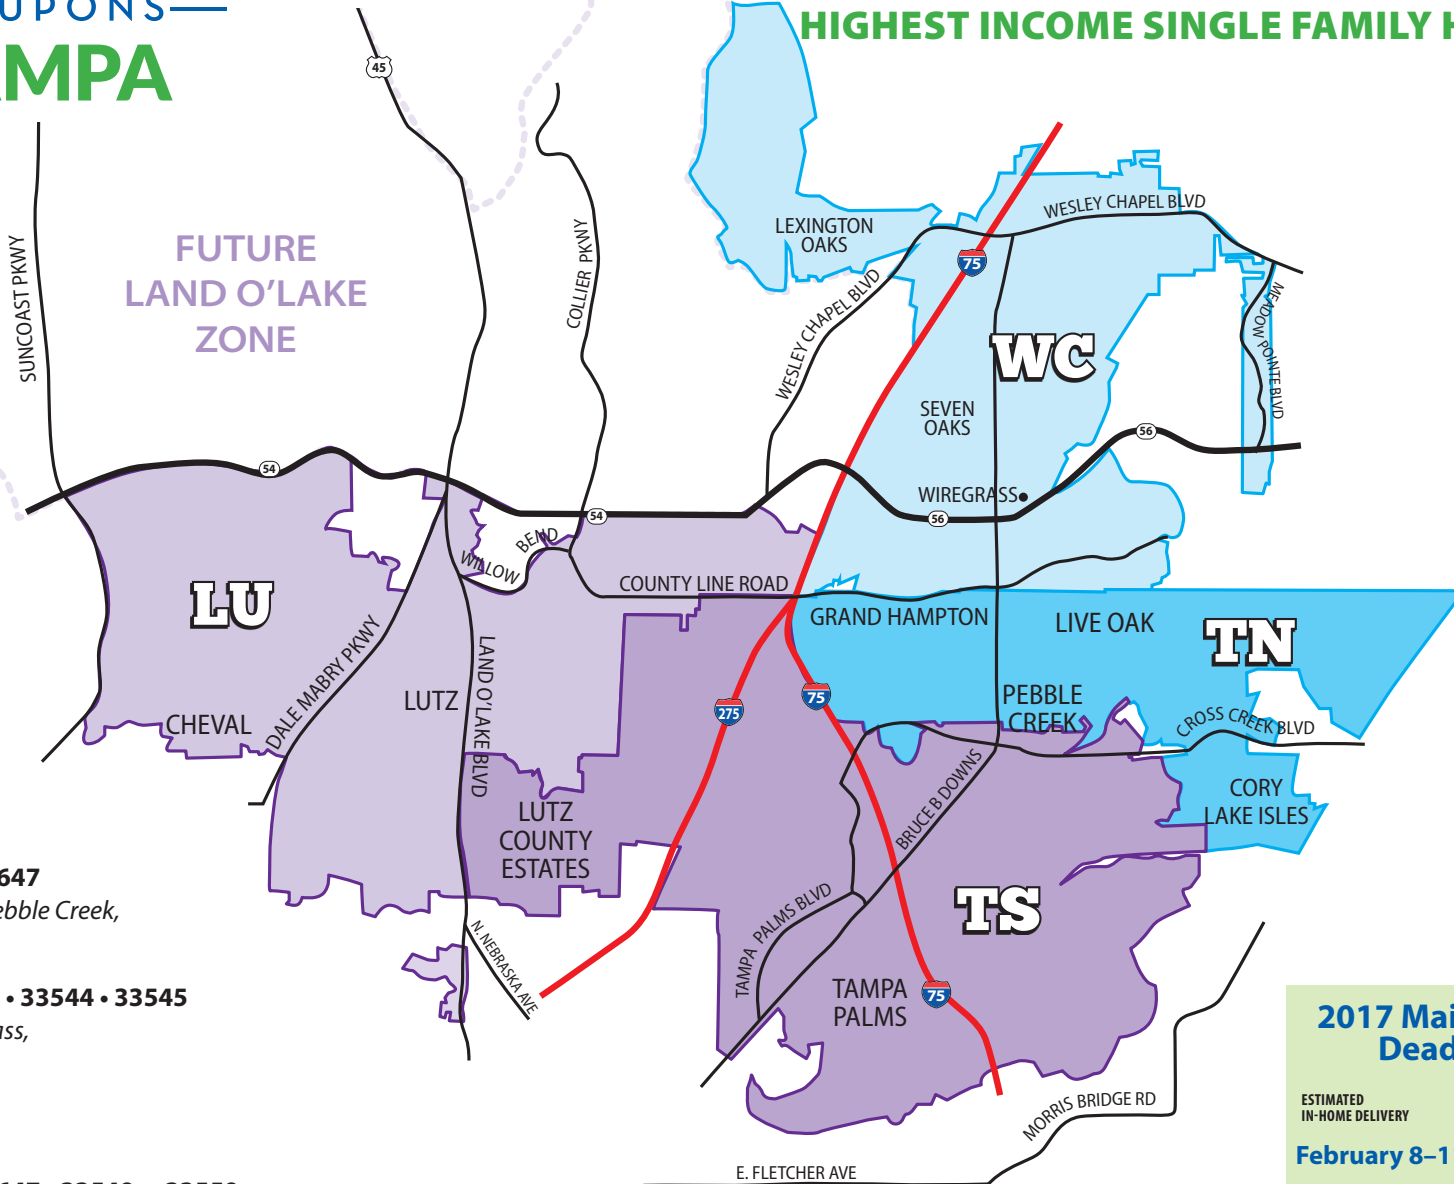 UPONS
AMPA
HIGHEST INCOME SINGLE FAMILY H
45
SUNCOAST PKWY
FUTURE
LAND O'LAKE
ZONE
COLLIER PKWY
LEXINGTON
OAKS
WESLEY CHAPEL BLVD
75
WESLEY CHAPEL BLVD
MEADOW POINTE BLVD
WC
SEVEN
OAKS
56
54
WIREGRASS
56
54
WILLOW BEND
COUNTY LINE ROAD
LU
GRAND HAMPTON
LIVE OAK
TN
DALE MABRY PKWY
LAND O'LAKE BLVD
LUTZ
CHEVAL
275
75
PEBBLE
CREEK
CROSS CREEK BLVD
BRUCE B DOWNS
CORY
LAKE ISLES
LUTZ
COUNTY
ESTATES
647
ebble Creek,
TAMPA PALMS BLVD
TS
N. NEBRASKA AVE
TAMPA
PALMS
75
• 33544 • 33545
ass,
2017 Mai
Dead
ESTIMATED
IN-HOME DELIVERY
February 8–1
MORRIS BRIDGE RD
E. FLETCHER AVE